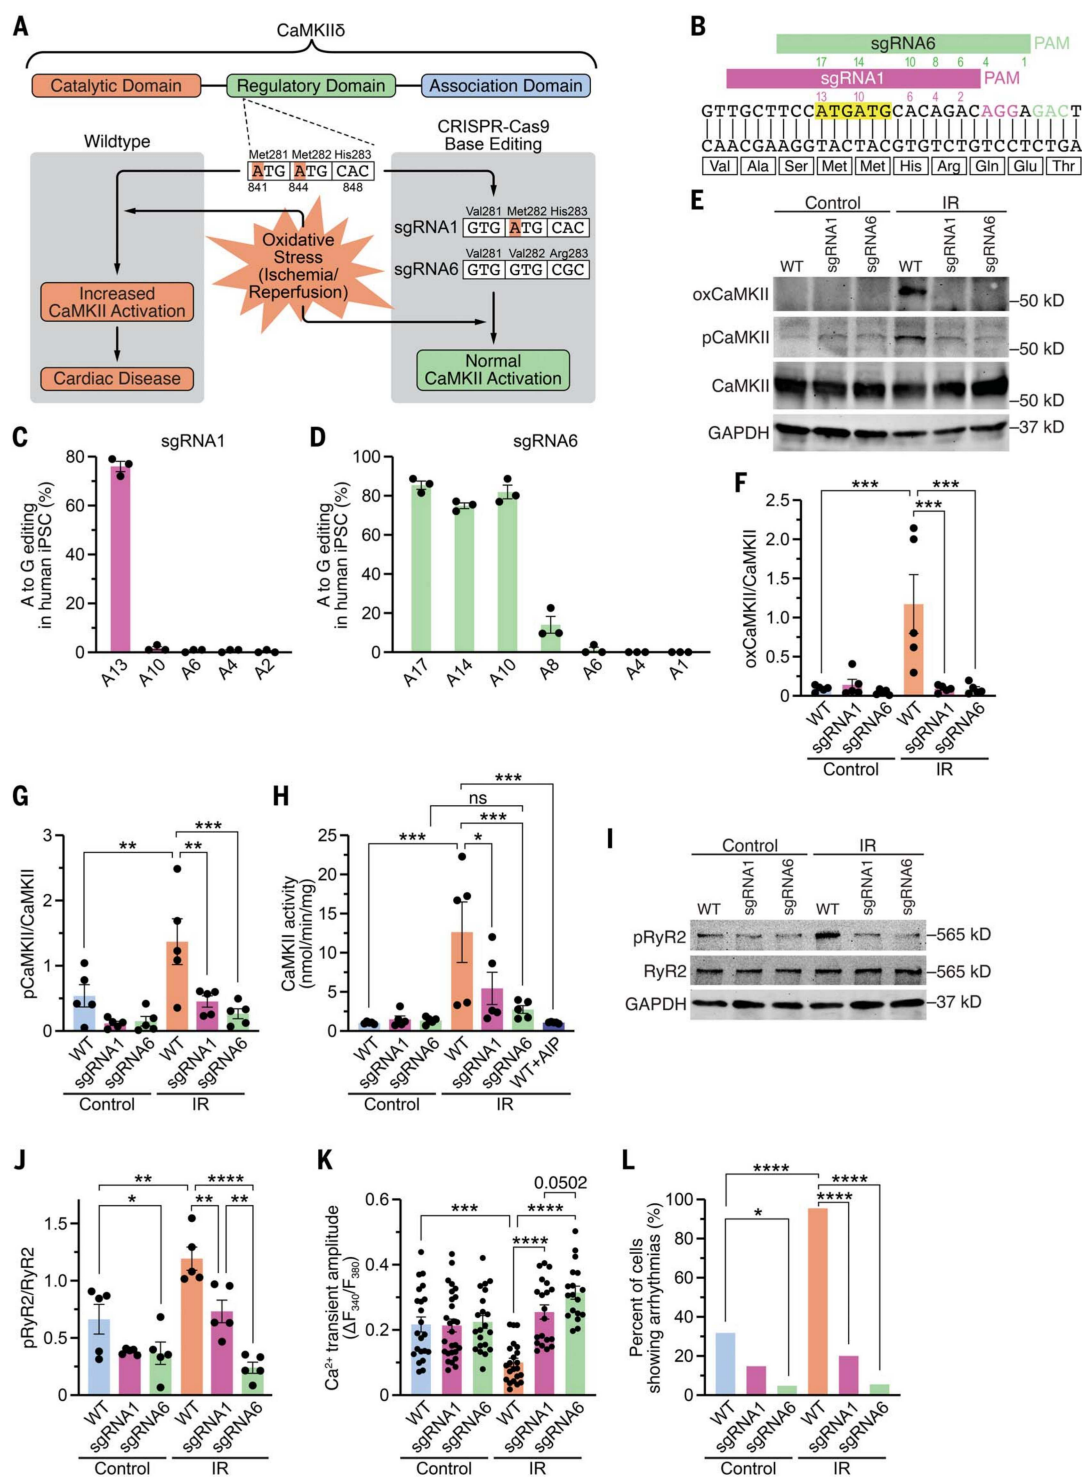 A
CaMKIIδ
Catalytic Domain
Regulatory Domain
Association Domain
Wildtype
CRISPR-Cas9
Base Editing
Met281 Met282 His283
ATG ATG CAC
841 844 848
Val281 Met282 His283
sgRNA1 GTG ATG CAC
Val281 Val282 Arg283
sgRNA6 GTG GTG CGC
Oxidative
Stress
(Ischemia/
Reperfusion)
Increased
CaMKII Activation
Cardiac Disease
Normal
CaMKII Activation
B
sgRNA6 PAM
17 14 10 8 6 4 1
sgRNA1 PAM
13 10 6 4 2
GTTGCTTCCATGATGCACAGACAGGAGACT
CAACGAAGGTACTACGTGTCTGTCCTCTGA
Val Ala Ser Met Met His Arg Gln Glu Thr
C
sgRNA1
A to G editing
in human iPSC (%)
80
60
40
20
0
A13 A10 A6 A4 A2
D
sgRNA6
A to G editing
in human iPSC (%)
100
80
60
40
20
0
A17 A14 A10 A8 A6 A4 A1
E
Control IR
WT sgRNA1 sgRNA6 WT sgRNA1 sgRNA6
oxCaMKII –50 kD
pCaMKII –50 kD
CaMKII –50 kD
GAPDH –37 kD
F
*** ***
***
oxCaMKII/CaMKII
2.5
2.0
1.5
1.0
0.5
0
WT sgRNA1 sgRNA6 WT sgRNA1 sgRNA6
Control IR
G
***
** **
pCaMKII/CaMKII
3
2
1
0
WT sgRNA1 sgRNA6 WT sgRNA1 sgRNA6
Control IR
H
***
ns
***
*** *
CaMKII activity
(nmol/min/mg)
25
20
15
10
5
0
WT sgRNA1 sgRNA6 WT sgRNA1 sgRNA6 WT+AIP
Control IR
I
Control IR
WT sgRNA1 sgRNA6 WT sgRNA1 sgRNA6
pRyR2 –565 kD
RyR2 –565 kD
GAPDH –37 kD
J
** ****
* ** **
pRyR2/RyR2
1.5
1.0
0.5
0
WT sgRNA1 sgRNA6 WT sgRNA1 sgRNA6
Control IR
K
0.0502
*** ****
****
Ca2+ transient amplitude
(ΔF340/F380)
0.6
0.4
0.2
0
WT sgRNA1 sgRNA6 WT sgRNA1 sgRNA6
Control IR
L
****
****
* ****
Percent of cells
showing arrhythmias (%)
100
80
60
40
20
0
WT sgRNA1 sgRNA6 WT sgRNA1 sgRNA6
Control IR